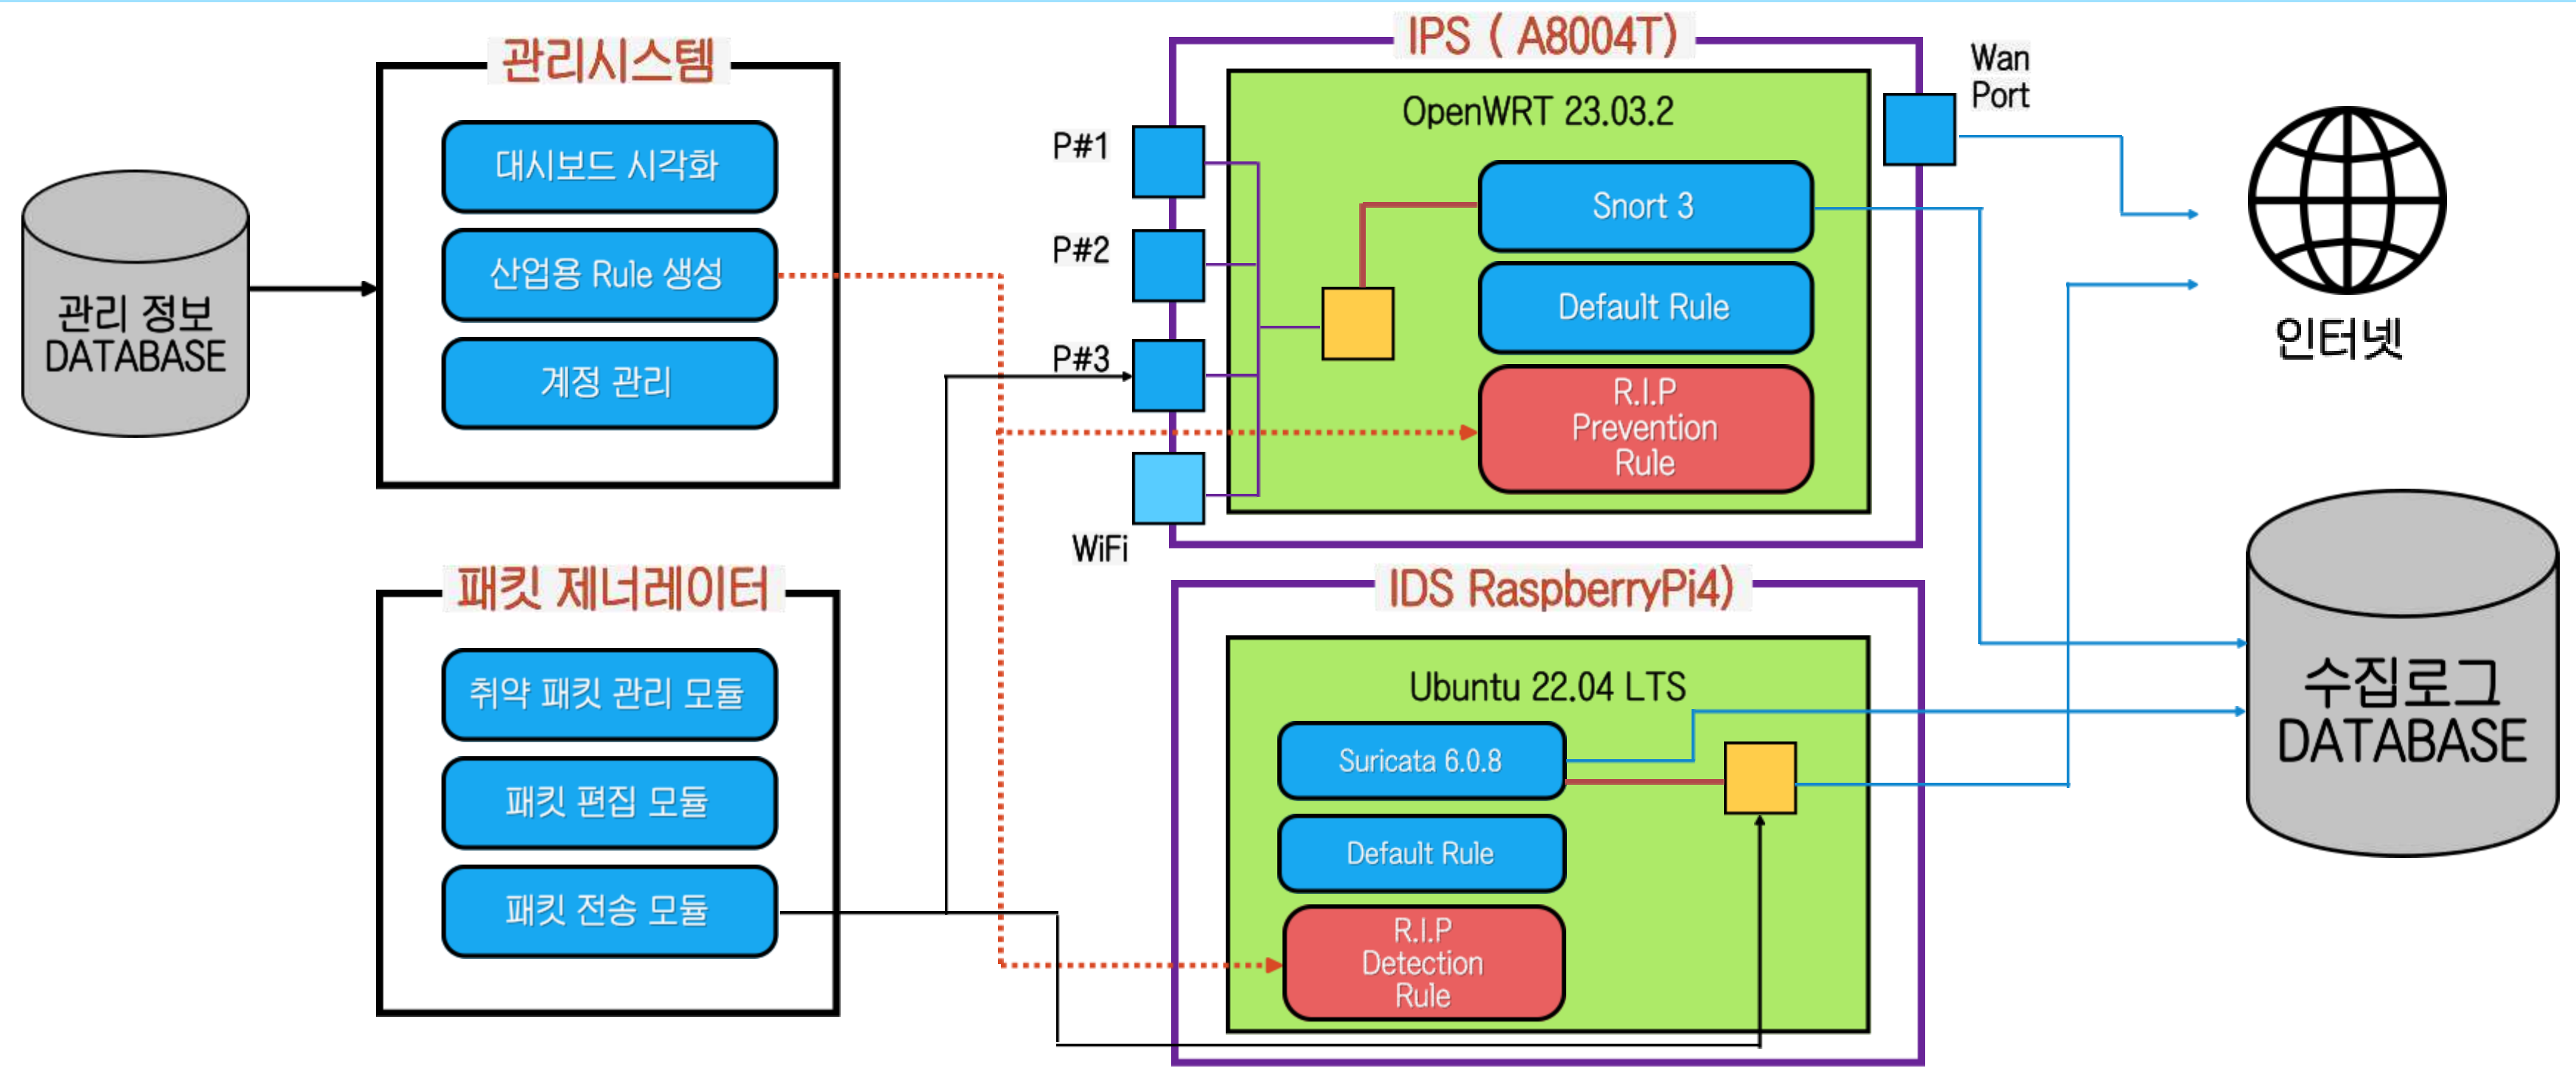 관리 정보
DATABASE
관리시스템
대시보드 시각화
산업용 Rule 생성
계정 관리
패킷 제너레이터
취약 패킷 관리 모듈
패킷 편집 모듈
패킷 전송 모듈
IPS ( A8004T)
OpenWRT 23.03.2
P#1
P#2
P#3
WiFi
Snort 3
Default Rule
R.I.P
Prevention
Rule
Wan
Port
IDS RaspberryPi4)
Ubuntu 22.04 LTS
Suricata 6.0.8
Default Rule
R.I.P
Detection
Rule
인터넷
수집로그
DATABASE